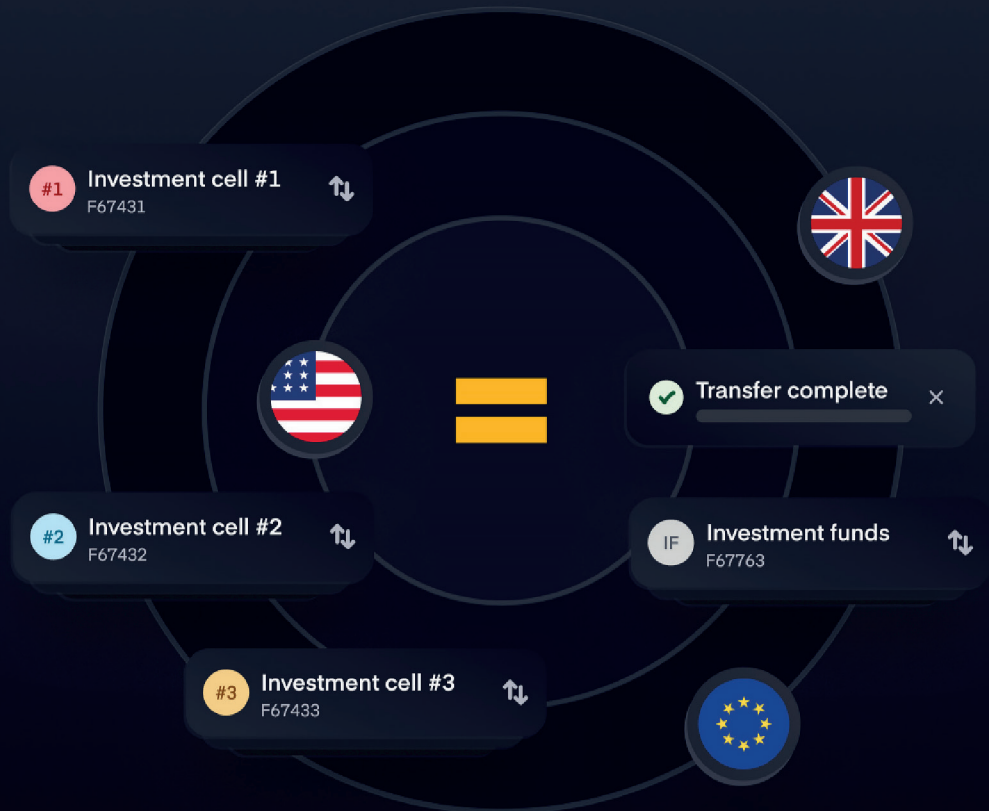 #1
Investment cell #1
F67431
Transfer complete
#2
Investment cell #2
F67432
IF
Investment funds
F67763
#3
Investment cell #3
F67433